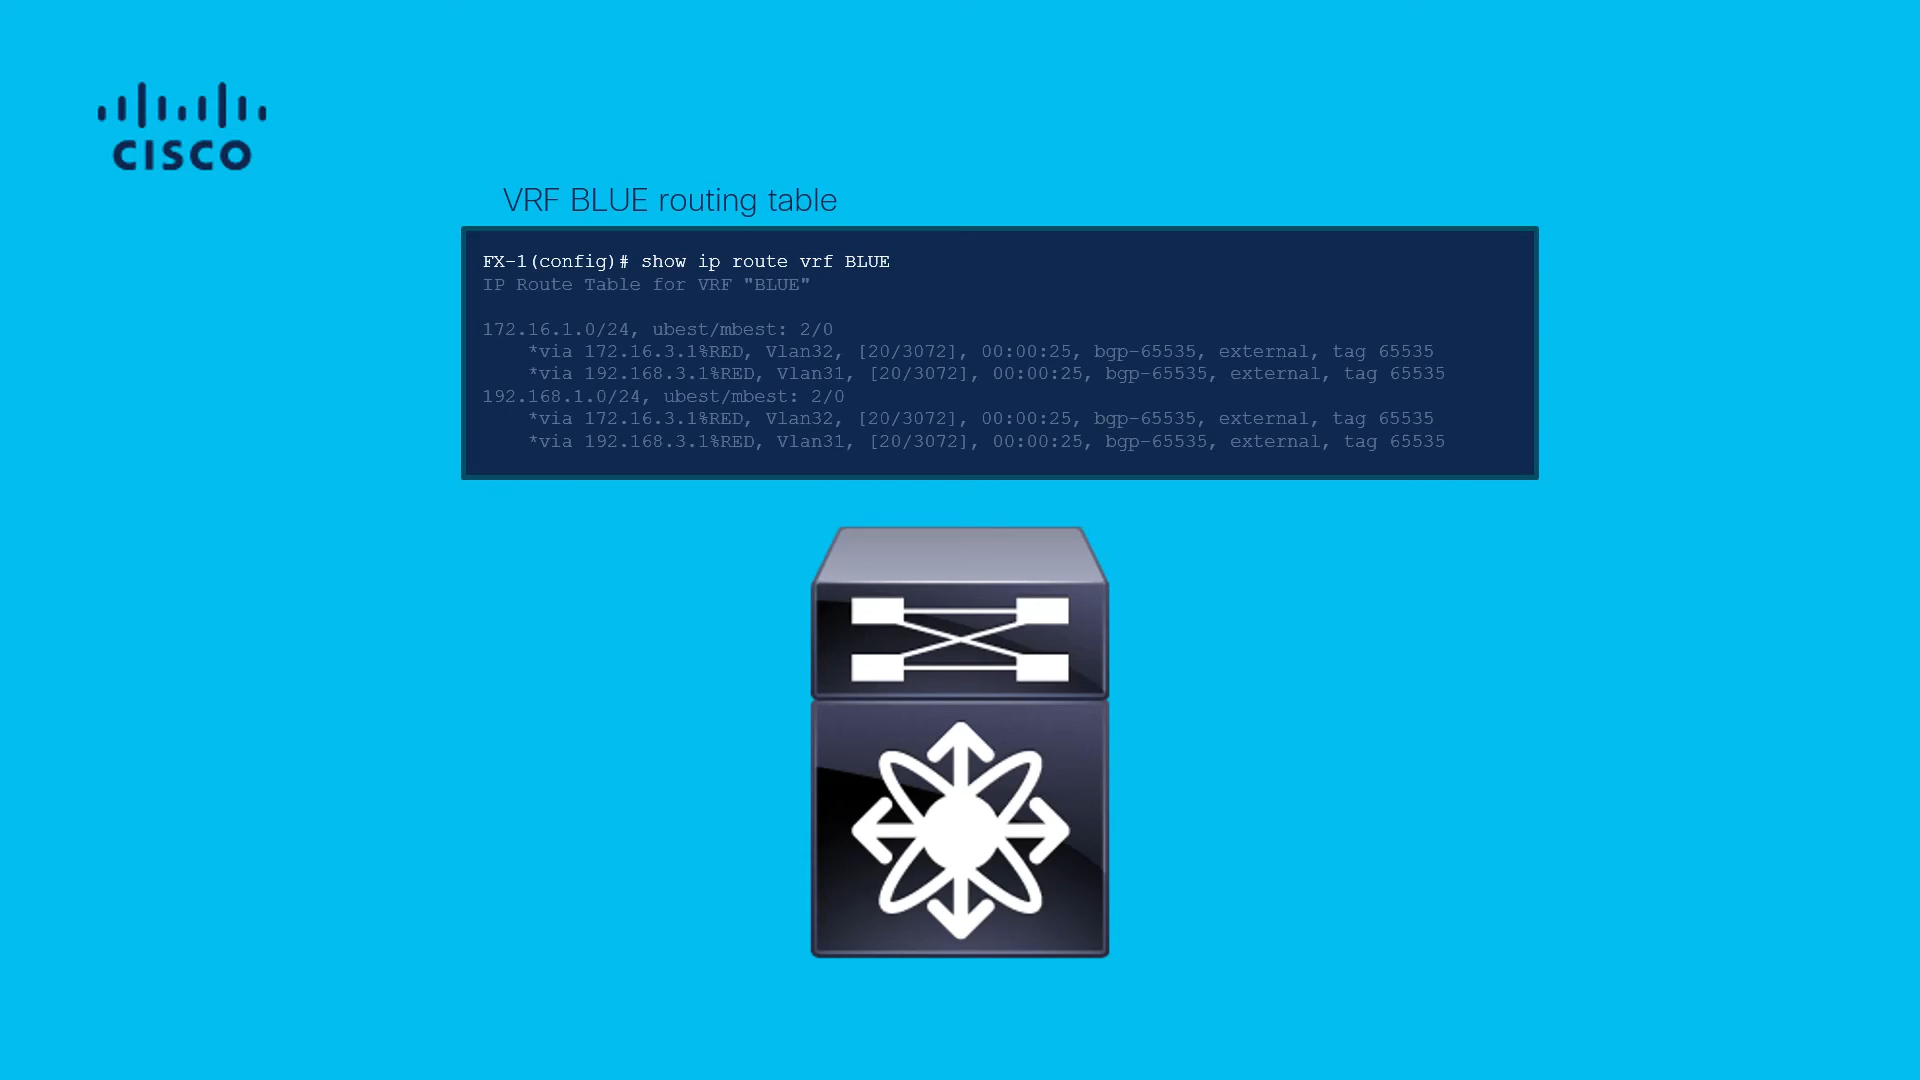 CISCO
VRF BLUE routing table
FX-1(config)# show ip route vrf BLUE
IP Route Table for VRF "BLUE"
172.16.1.0/24, ubest/mbest: 2/0
*via 172.16.3.1%RED, Vlan32, [20/3072], 00:00:25, bgp-65535, external, tag 65535
*via 192.168.3.1%RED, Vlan31, [20/3072], 00:00:25, bgp-65535, external, tag 65535
192.168.1.0/24, ubest/mbest: 2/0
*via 172.16.3.1%RED, Vlan32, [20/3072], 00:00:25, bgp-65535, external, tag 65535
*via 192.168.3.1%RED, Vlan31, [20/3072], 00:00:25, bgp-65535, external, tag 65535